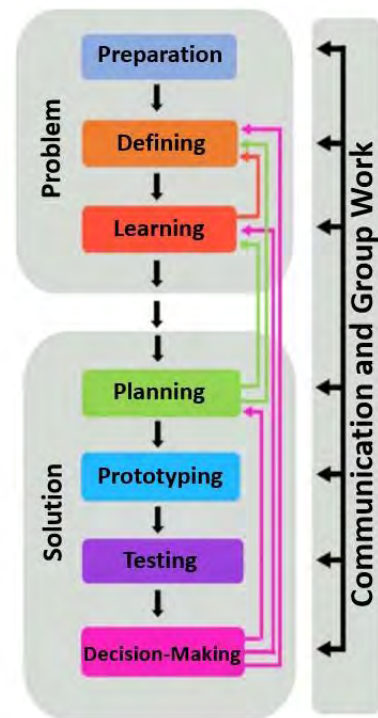 Problem
Preparation
Defining
Learning
Solution
Planning
Prototyping
Testing
Decision-Making
Communication and Group Work